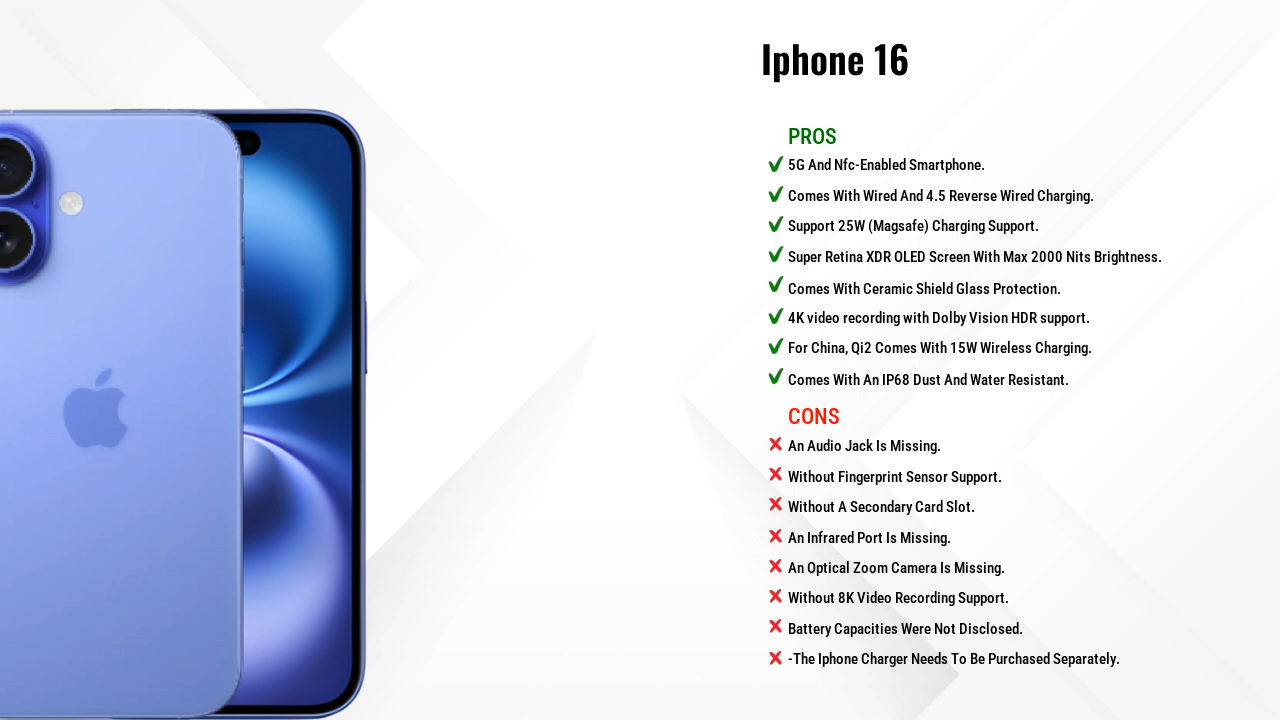 Iphone 16
PROS
5G And Nfc-Enabled Smartphone.
Comes With Wired And 4.5 Reverse Wired Charging.
Support 25W (Magsafe) Charging Support.
Super Retina XDR OLED Screen With Max 2000 Nits Brightness.
Comes With Ceramic Shield Glass Protection.
4K video recording with Dolby Vision HDR support.
For China, Qi2 Comes With 15W Wireless Charging.
Comes With An IP68 Dust And Water Resistant.
CONS
An Audio Jack Is Missing.
Without Fingerprint Sensor Support.
Without A Secondary Card Slot.
An Infrared Port Is Missing.
An Optical Zoom Camera Is Missing.
Without 8K Video Recording Support.
Battery Capacities Were Not Disclosed.
-The Iphone Charger Needs To Be Purchased Separately.